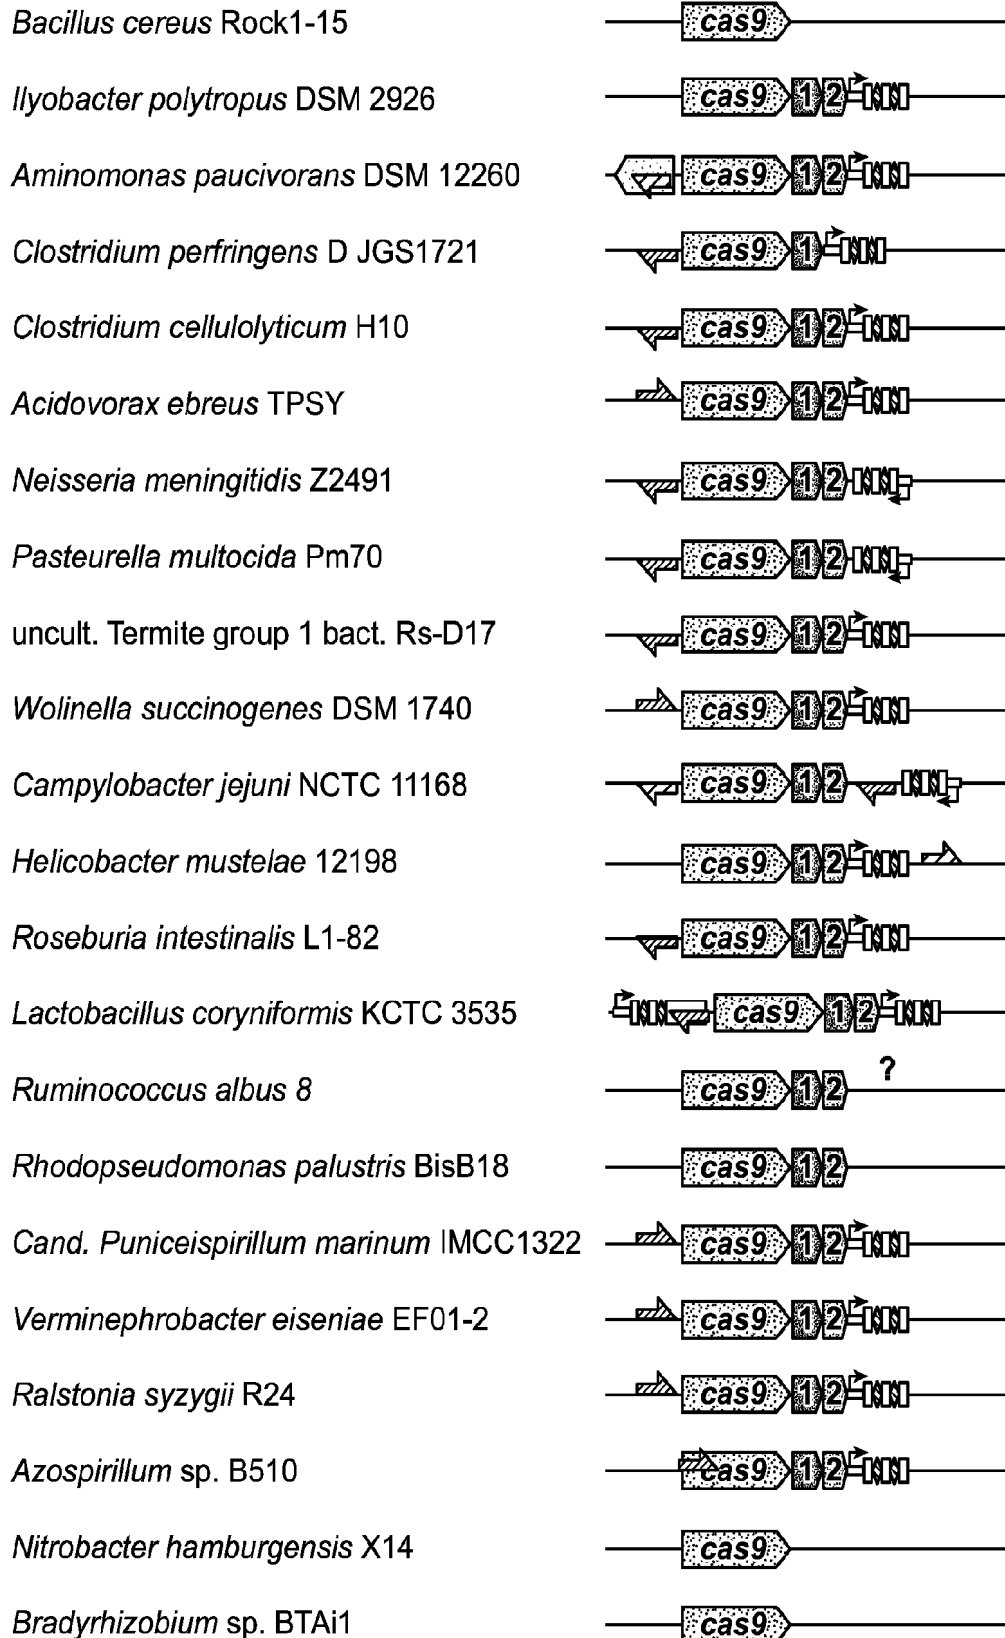 Bacillus cereus Rock1-15 cas9
Ilyobacter polytropus DSM 2926 cas9 1 2
Aminomonas paucivorans DSM 12260 cas9 1 2
Clostridium perfringens D JGS1721 cas9 1
Clostridium cellulolyticum H10 cas9 1 2
Acidovorax ebreus TPSY cas9 1 2
Neisseria meningitidis Z2491 cas9 1 2
Pasteurella multocida Pm70 cas9 1 2
uncult. Termite group 1 bact. Rs-D17 cas9 1 2
Wolinella succinogenes DSM 1740 cas9 1 2
Campylobacter jejuni NCTC 11168 cas9 1 2
Helicobacter mustelae 12198 cas9 1 2
Roseburia intestinalis L1-82 cas9 1 2
Lactobacillus coryniformis KCTC 3535 cas9 1 2
Ruminococcus albus 8 cas9 1 2 ?
Rhodopseudomonas palustris BisB18 cas9 1 2
Cand. Puniceispirillum marinum IMCC1322 cas9 1 2
Verminephrobacter eiseniae EF01-2 cas9 1 2
Ralstonia syzygii R24 cas9 1 2
Azospirillum sp. B510 cas9 1 2
Nitrobacter hamburgensis X14 cas9
Bradyrhizobium sp. BTAi1 cas9